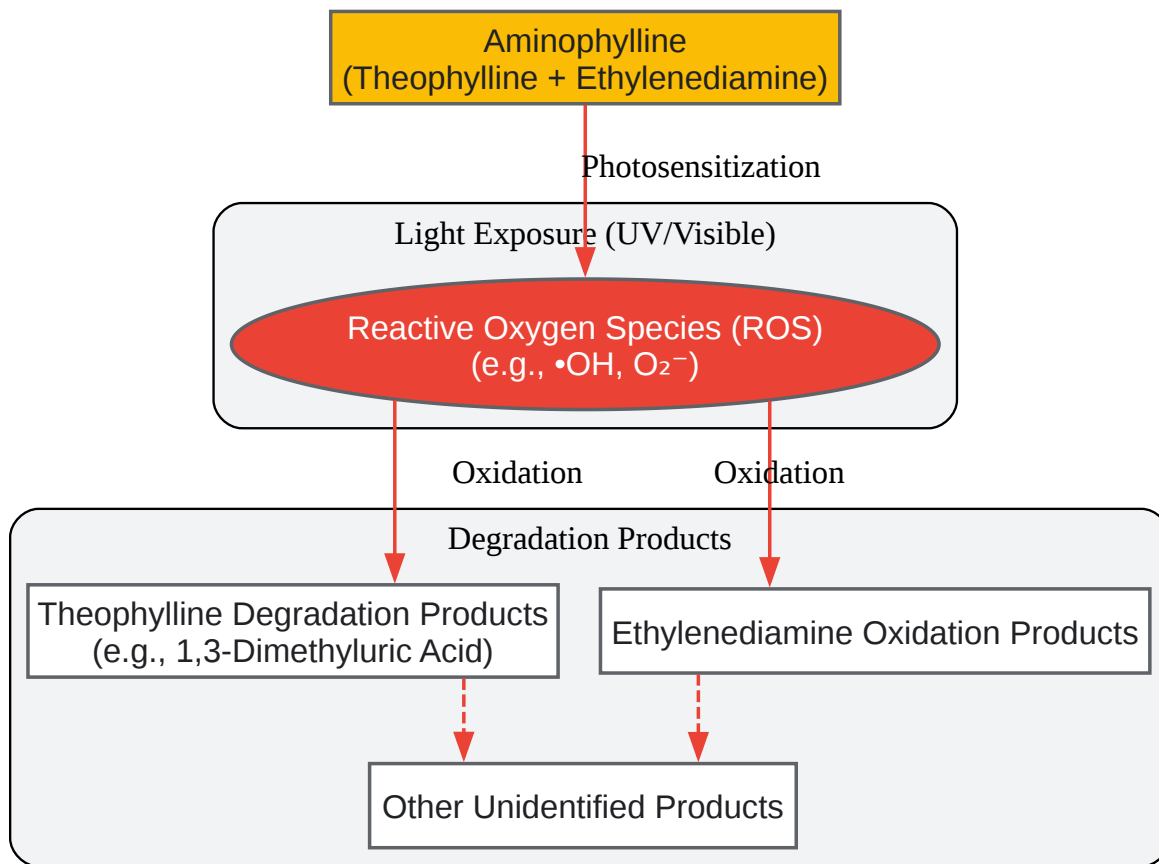 Aminophylline
(Theophylline + Ethylenediamine)
Photosensitization
Light Exposure (UV/Visible)
Reactive Oxygen Species (ROS)
(e.g., •OH, O₂⁻)
Oxidation
Oxidation
Degradation Products
Theophylline Degradation Products
(e.g., 1,3-Dimethyluric Acid)
Ethylenediamine Oxidation Products
Other Unidentified Products